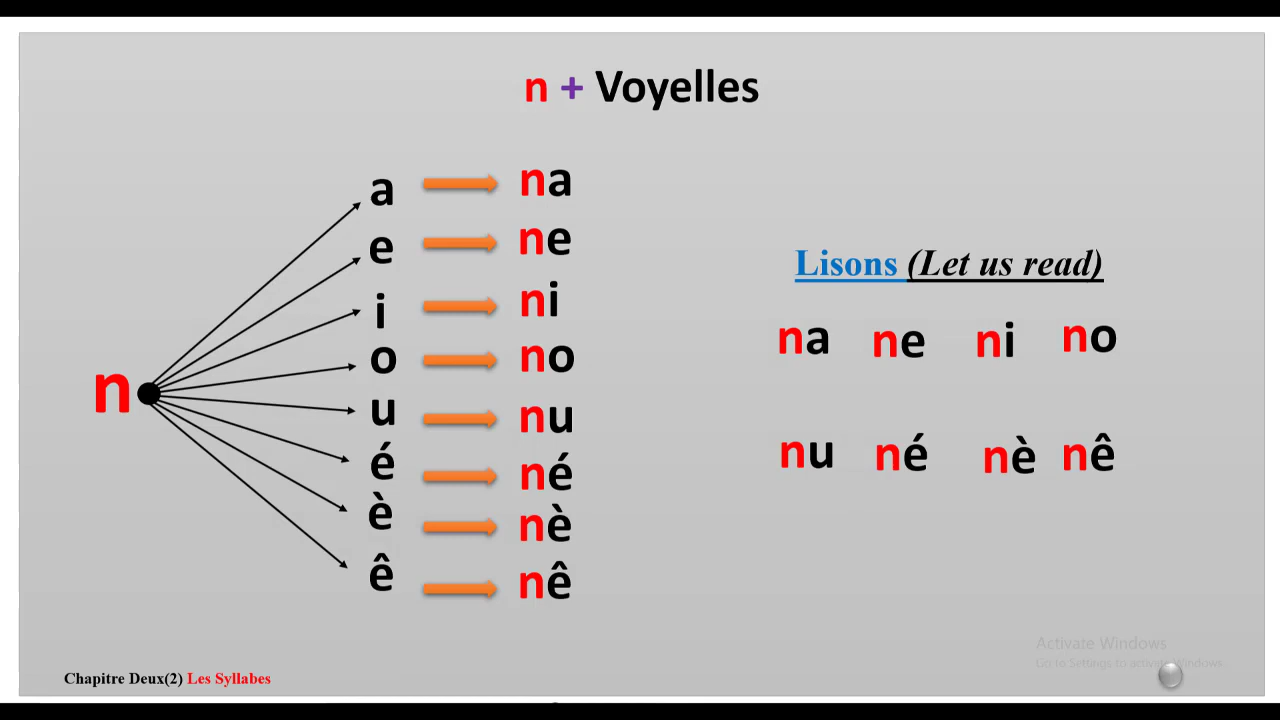 n + Voyelles
n
a na
e ne
i ni
o no
u nu
é né
è nè
ê nê
Lisons (Let us read)
na ne ni no
nu né nè nê
Activate Windows
Go to Settings to activate Windows
Chapitre Deux(2) Les Syllabes